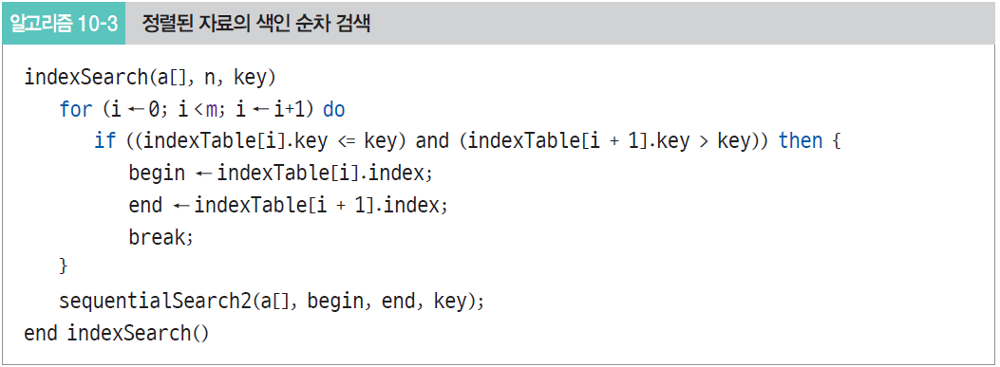 알고리즘 10-3 정렬된 자료의 색인 순차 검색
indexSearch(a[], n, key)
for (i ←0; i <m; i ←i+1) do
if ((indexTable[i].key <= key) and (indexTable[i + 1].key > key)) then {
begin ←indexTable[i].index;
end ←indexTable[i + 1].index;
break;
}
sequentialSearch2(a[], begin, end, key);
end indexSearch()